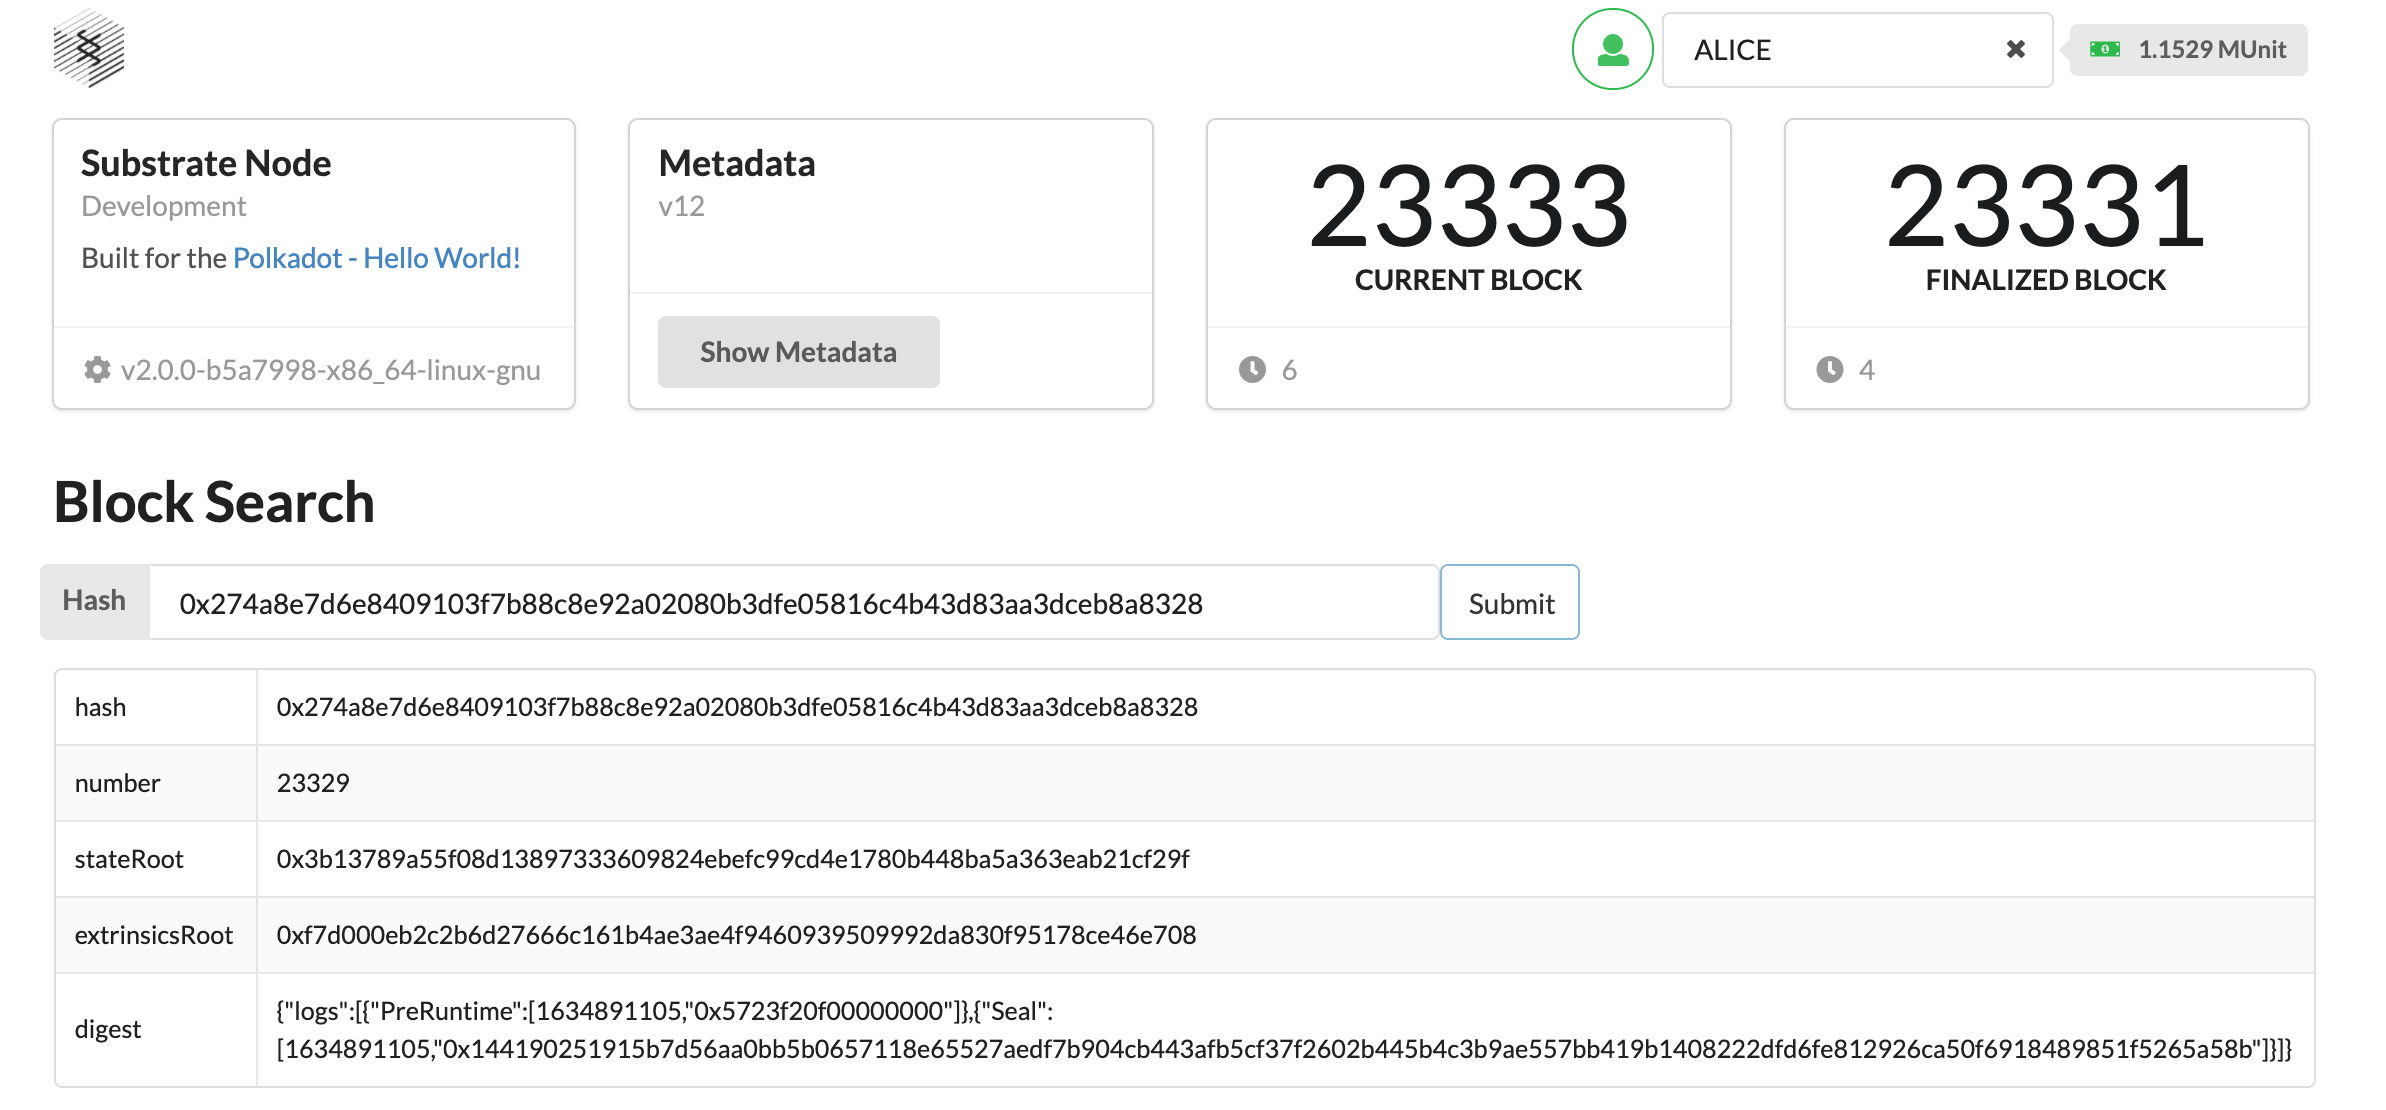 ALICE
1.1529 MUnit
Substrate Node
Development
Built for the Polkadot - Hello World!
v2.0.0-b5a7998-x86_64-linux-gnu
Metadata
v12
Show Metadata
23333
CURRENT BLOCK
6
23331
FINALIZED BLOCK
4
Block Search
Hash
0x274a8e7d6e8409103f7b88c8e92a02080b3dfe05816c4b43d83aa3dceb8a8328
Submit
hash
0x274a8e7d6e8409103f7b88c8e92a02080b3dfe05816c4b43d83aa3dceb8a8328
number
23329
stateRoot
0x3b13789a55f08d13897333609824ebefc99cd4e1780b448ba5a363eab21cf29f
extrinsicsRoot
0xf7d000eb2c2b6d27666c161b4ae3ae4f9460939509992da830f95178ce46e708
digest
{"logs":[{"PreRuntime":[1634891105,"0x5723f20f00000000"]},{"Seal":
[1634891105,"0x144190251915b7d56aa0bb5b0657118e65527aedf7b904cb443afb5cf37f2602b445b4c3b9ae557bb419b1408222dfd6fe812926ca50f6918489851f5265a58b"]}]}